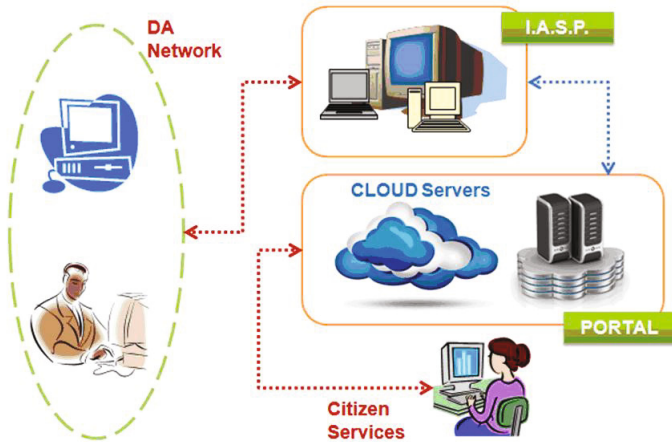 DA
Network
I.A.S.P.
CLOUD Servers
PORTAL
Citizen
Services